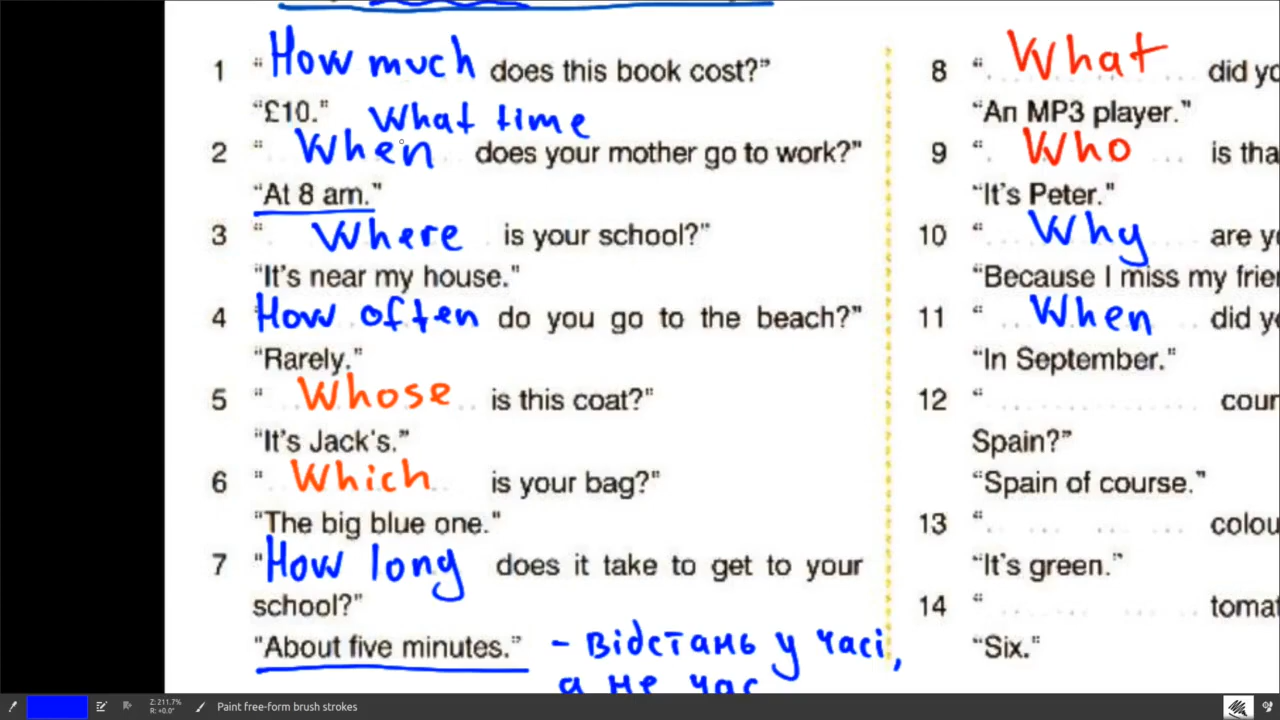 1 "How much does this book cost?"
"£10." What time
2 "When does your mother go to work?"
"At 8 am."
3 "Where is your school?"
"It's near my house."
4 "How often do you go to the beach?"
"Rarely."
5 "Whose is this coat?"
"It's Jack's."
6 "Which is your bag?"
"The big blue one."
7 "How long does it take to get to your
school?"
"About five minutes." - відстань у часі,
а не час
8 "What did yo
"An MP3 player."
9 "Who is tha
"It's Peter."
10 "Why are yo
"Because I miss my frie
11 "When did yo
"In September."
12 " cour
Spain?"
"Spain of course."
13 " colou
"It's green."
14 " tomat
"Six."
Z: 211.7%
R: +0.0°
Paint free-form brush strokes